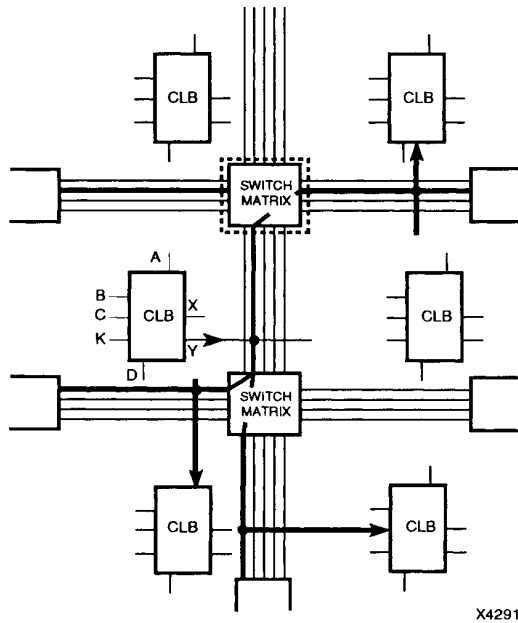 CLB
CLB
SWITCH
MATRIX
A
B
C
K
CLB
X
Y
D
CLB
SWITCH
MATRIX
CLB
CLB
X4291